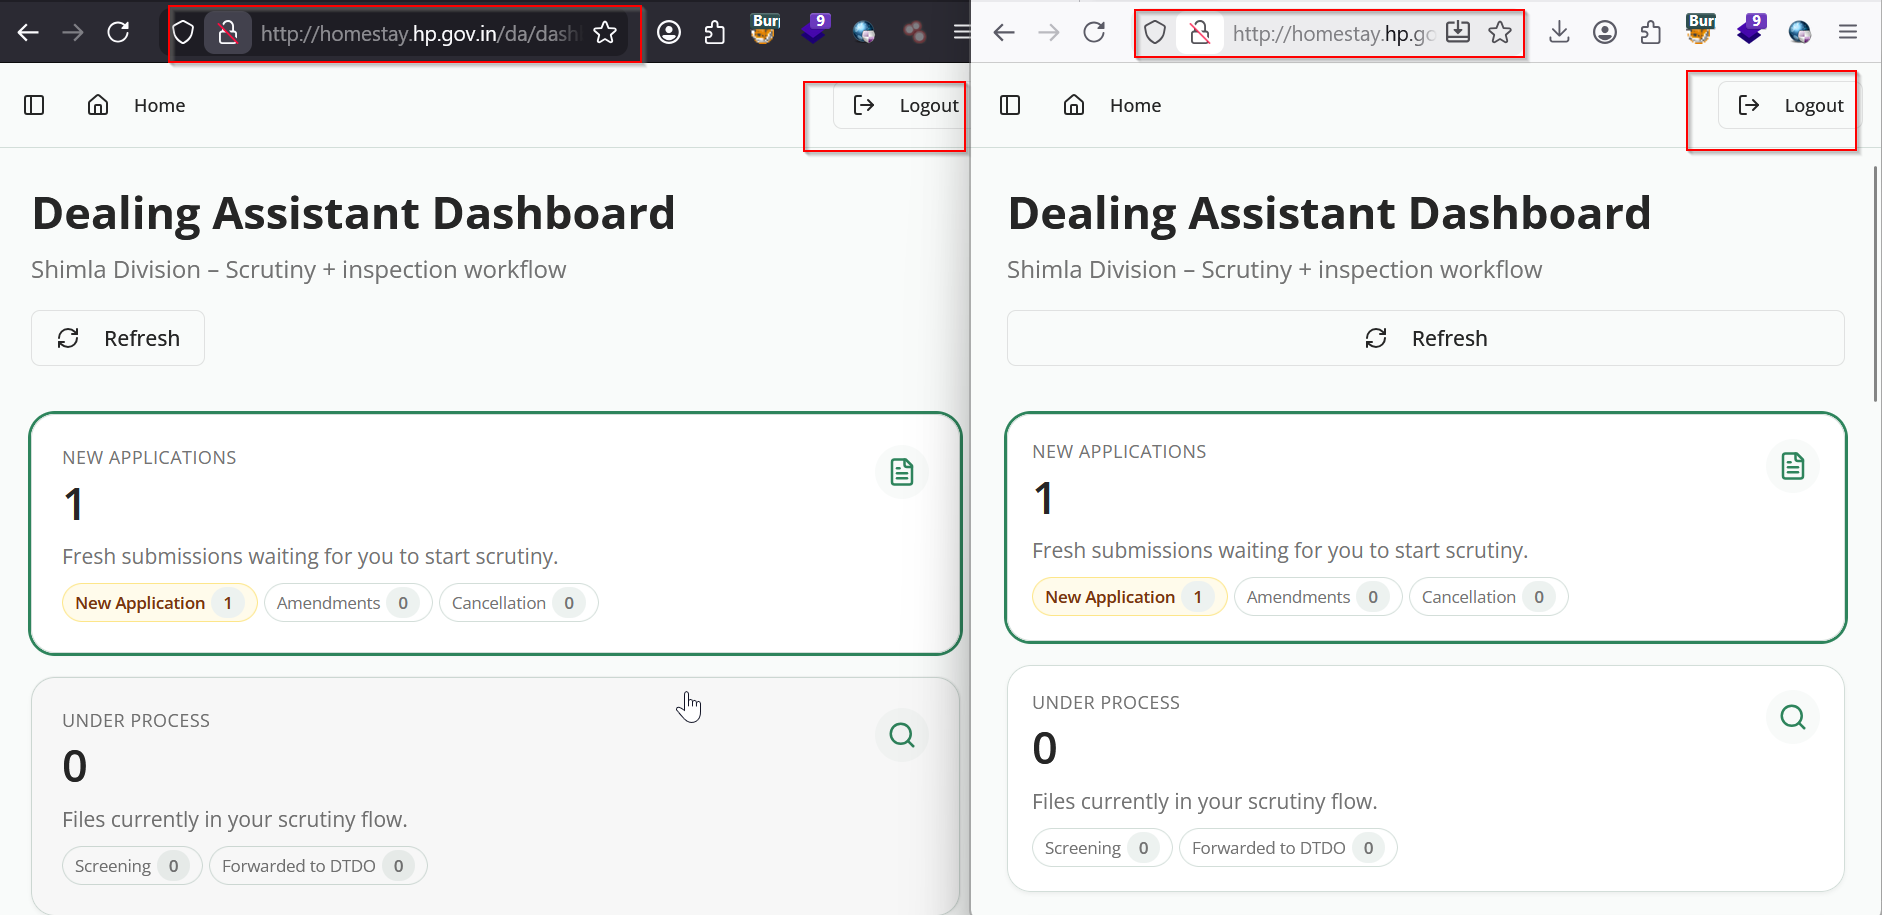 http://homestay.hp.gov.in/da/dash
Burp
9
Home
Logout
Dealing Assistant Dashboard
Shimla Division – Scrutiny + inspection workflow
Refresh
NEW APPLICATIONS
1
Fresh submissions waiting for you to start scrutiny.
New Application 1 Amendments 0 Cancellation 0
UNDER PROCESS
0
Files currently in your scrutiny flow.
Screening 0 Forwarded to DTDO 0
http://homestay.hp.go
Burp
9
Home
Logout
Dealing Assistant Dashboard
Shimla Division – Scrutiny + inspection workflow
Refresh
NEW APPLICATIONS
1
Fresh submissions waiting for you to start scrutiny.
New Application 1 Amendments 0 Cancellation 0
UNDER PROCESS
0
Files currently in your scrutiny flow.
Screening 0 Forwarded to DTDO 0